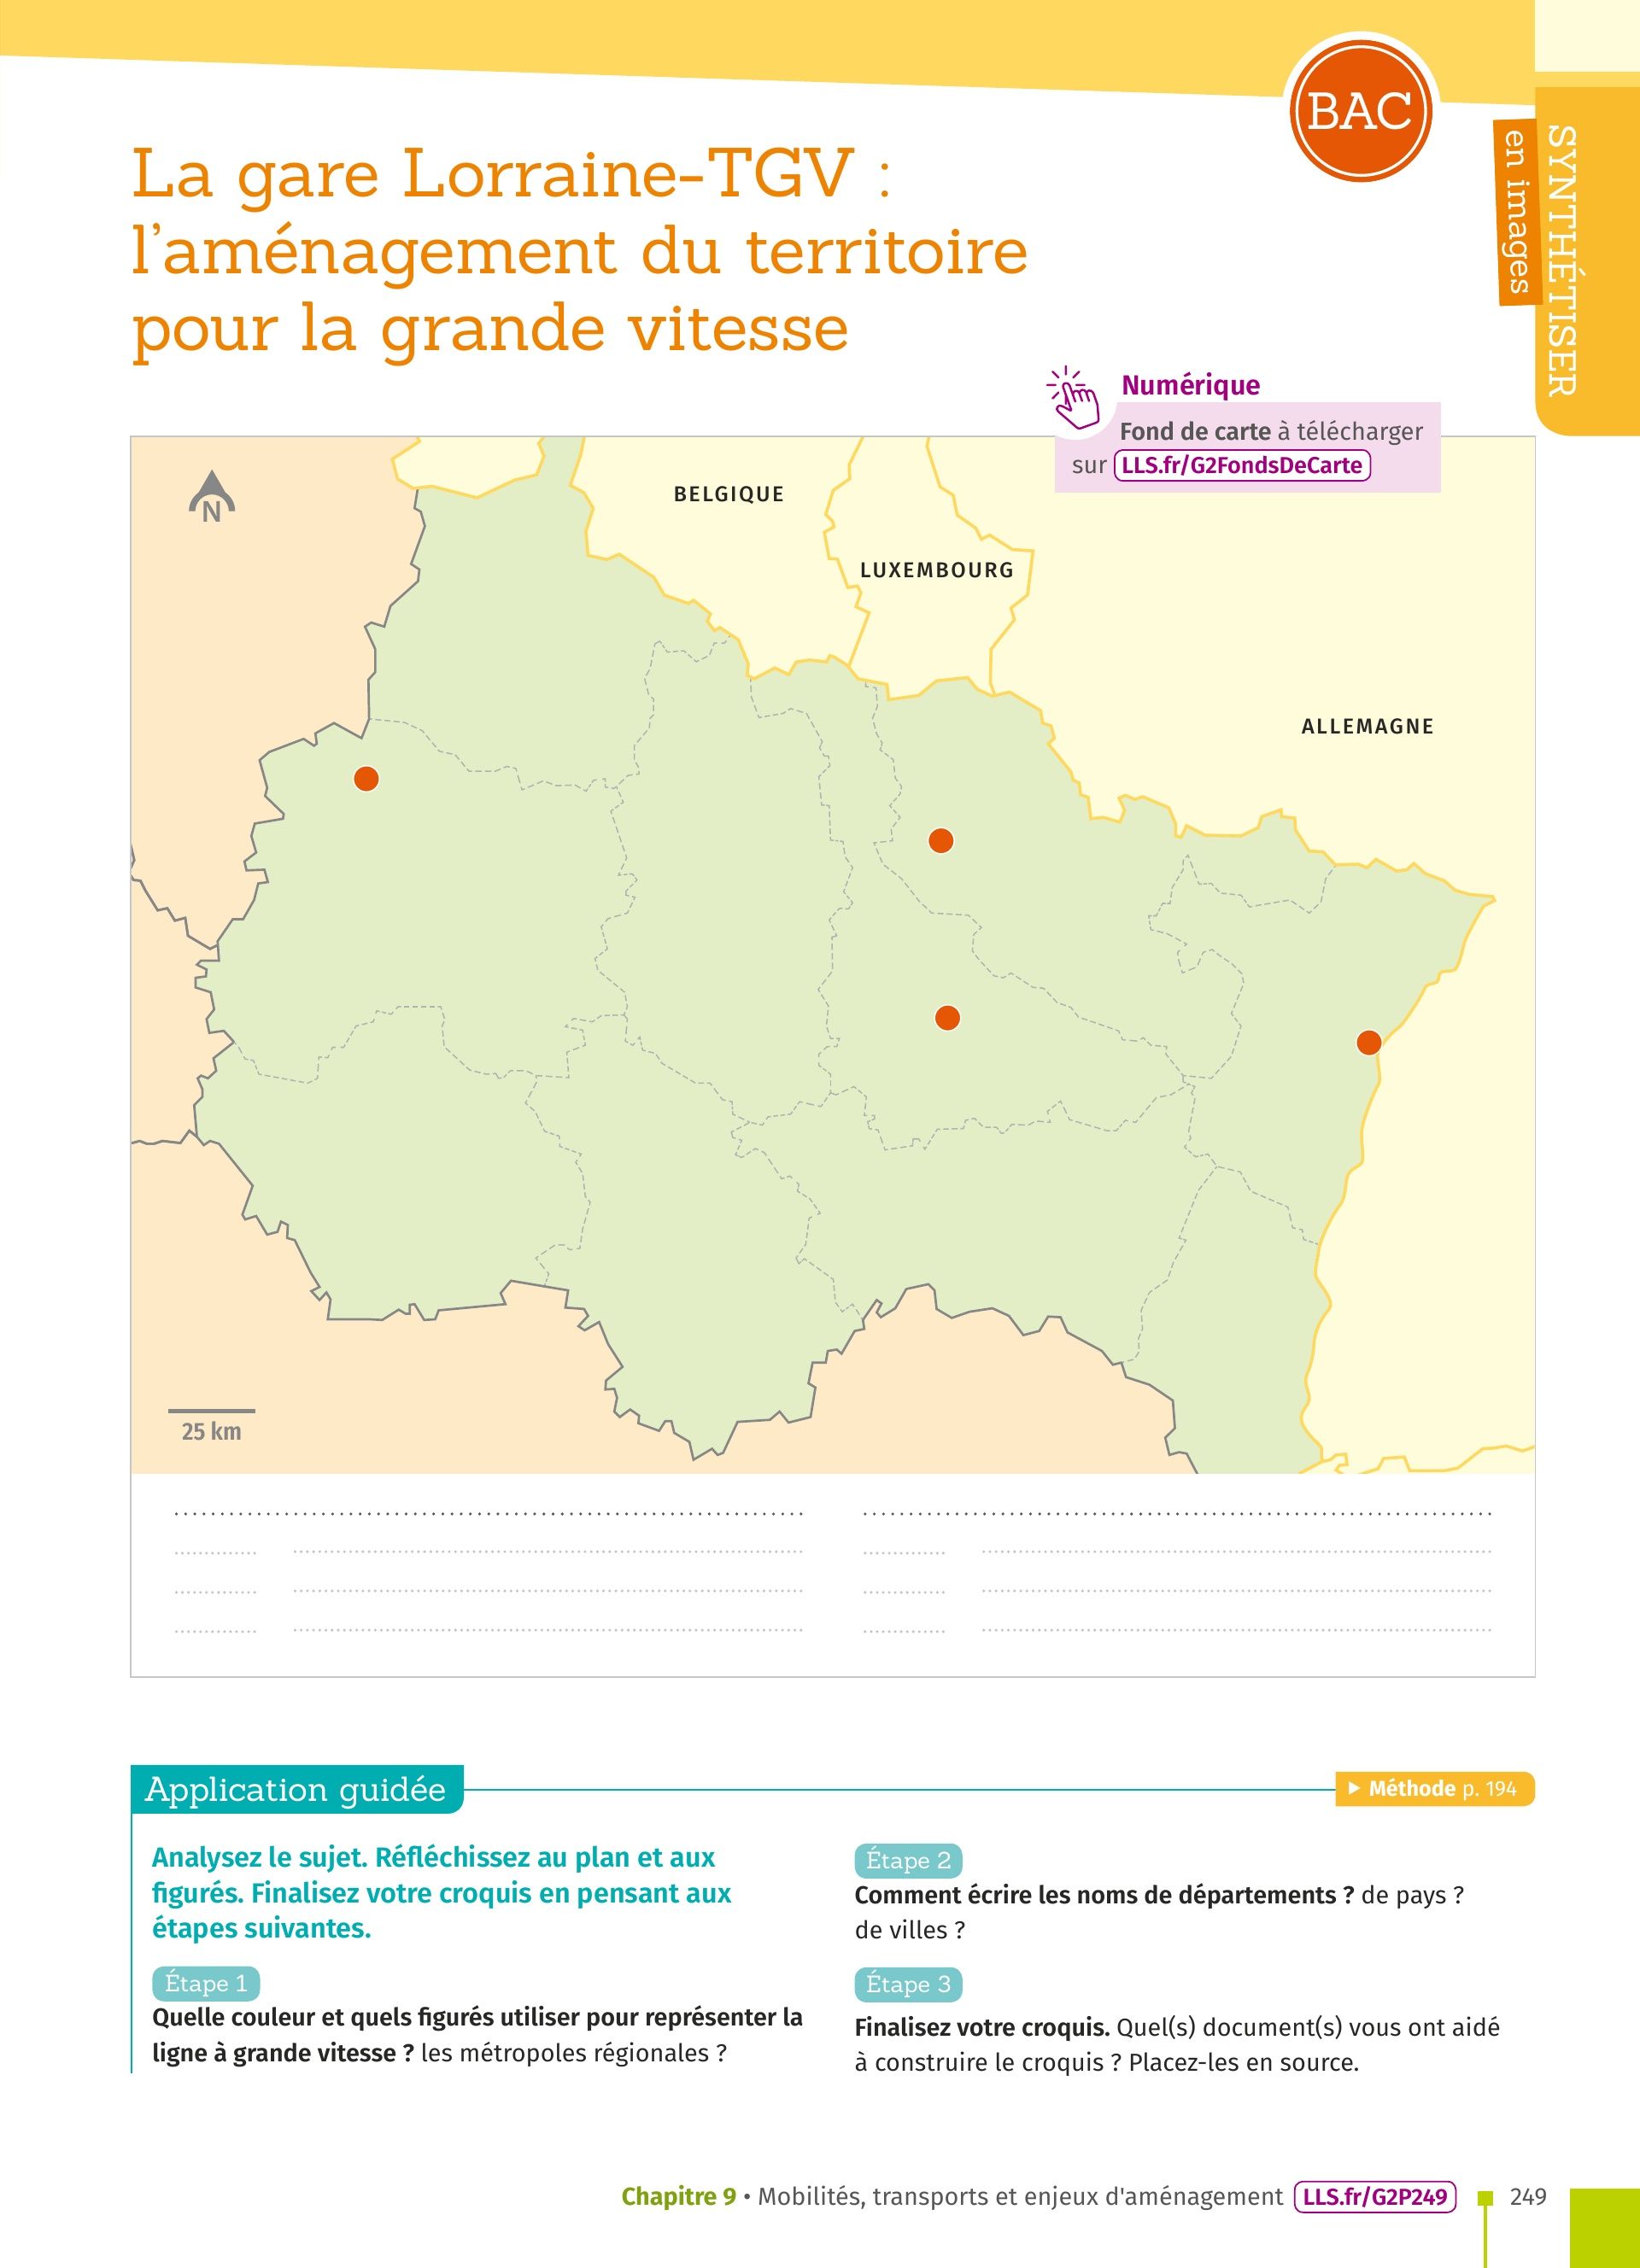 BAC
SYNTHÉTISER
en images
La gare Lorraine-TGV :
l'aménagement du territoire
pour la grande vitesse
Numérique
Fond de carte à télécharger
sur LLS.fr/G2FondsDeCarte
N
BELGIQUE
LUXEMBOURG
ALLEMAGNE
25 km
Application guidée
Méthode p. 194
Analysez le sujet. Réfléchissez au plan et aux
figurés. Finalisez votre croquis en pensant aux
étapes suivantes.
Étape 1
Quelle couleur et quels figurés utiliser pour représenter la
ligne à grande vitesse ? les métropoles régionales ?
Étape 2
Comment écrire les noms de départements ? de pays ?
de villes ?
Étape 3
Finalisez votre croquis. Quel(s) document(s) vous ont aidé
à construire le croquis ? Placez-les en source.
Chapitre 9 • Mobilités, transports et enjeux d'aménagement LLS.fr/G2P249 249